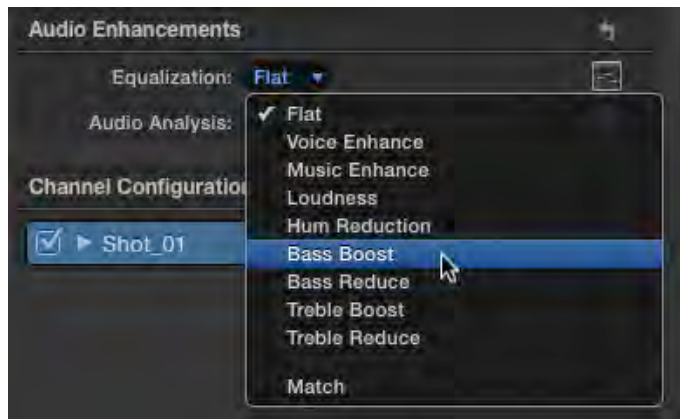 Audio Enhancements
Equalization: Flat
Audio Analysis:
Flat
Voice Enhance
Music Enhance
Channel Configuratio
Loudness
Hum Reduction
Shot_01
Bass Boost
Bass Reduce
Treble Boost
Treble Reduce
Match